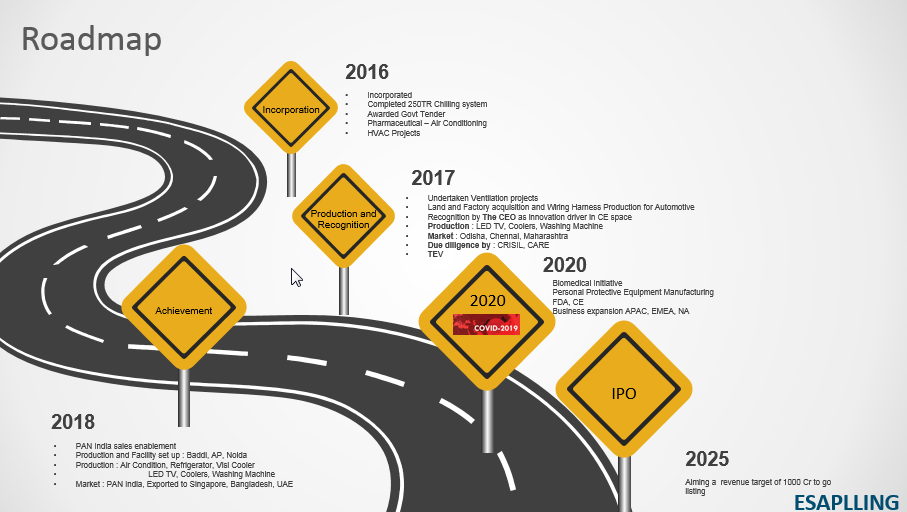 Roadmap
2016
Incorporation
• Incorporated
• Completed 250TR Chilling system
• Awarded Govt Tender
• Pharmaceutical – Air Conditioning
• HVAC Projects
2017
Production and
Recognition
• Undertaken Ventilation projects
• Land and Factory acquisition and Wiring Harness Production for Automotive
• Recognition by The CEO as Innovation driver in CE space
• Production : LED TV, Coolers, Washing Machine
• Market : Odisha, Chennai, Maharashtra
• Due diligence by : CRISIL, CARE
• TEV
Achievement
2020
2020
COVID-2019
Biomedical Initiative
Personal Protective Equipment Manufacturing
FDA, CE
Business expansion APAC, EMEA, NA
IPO
2018
• PAN India sales enablement
• Production and Facility set up : Baddi, AP, Noida
• Production : Air Condition, Refrigerator, Visi Cooler
• LED TV, Coolers, Washing Machine
• Market : PAN India, Exported to Singapore, Bangladesh, UAE
2025
Aiming a revenue target of 1000 Cr to go
listing
ESAPLLING